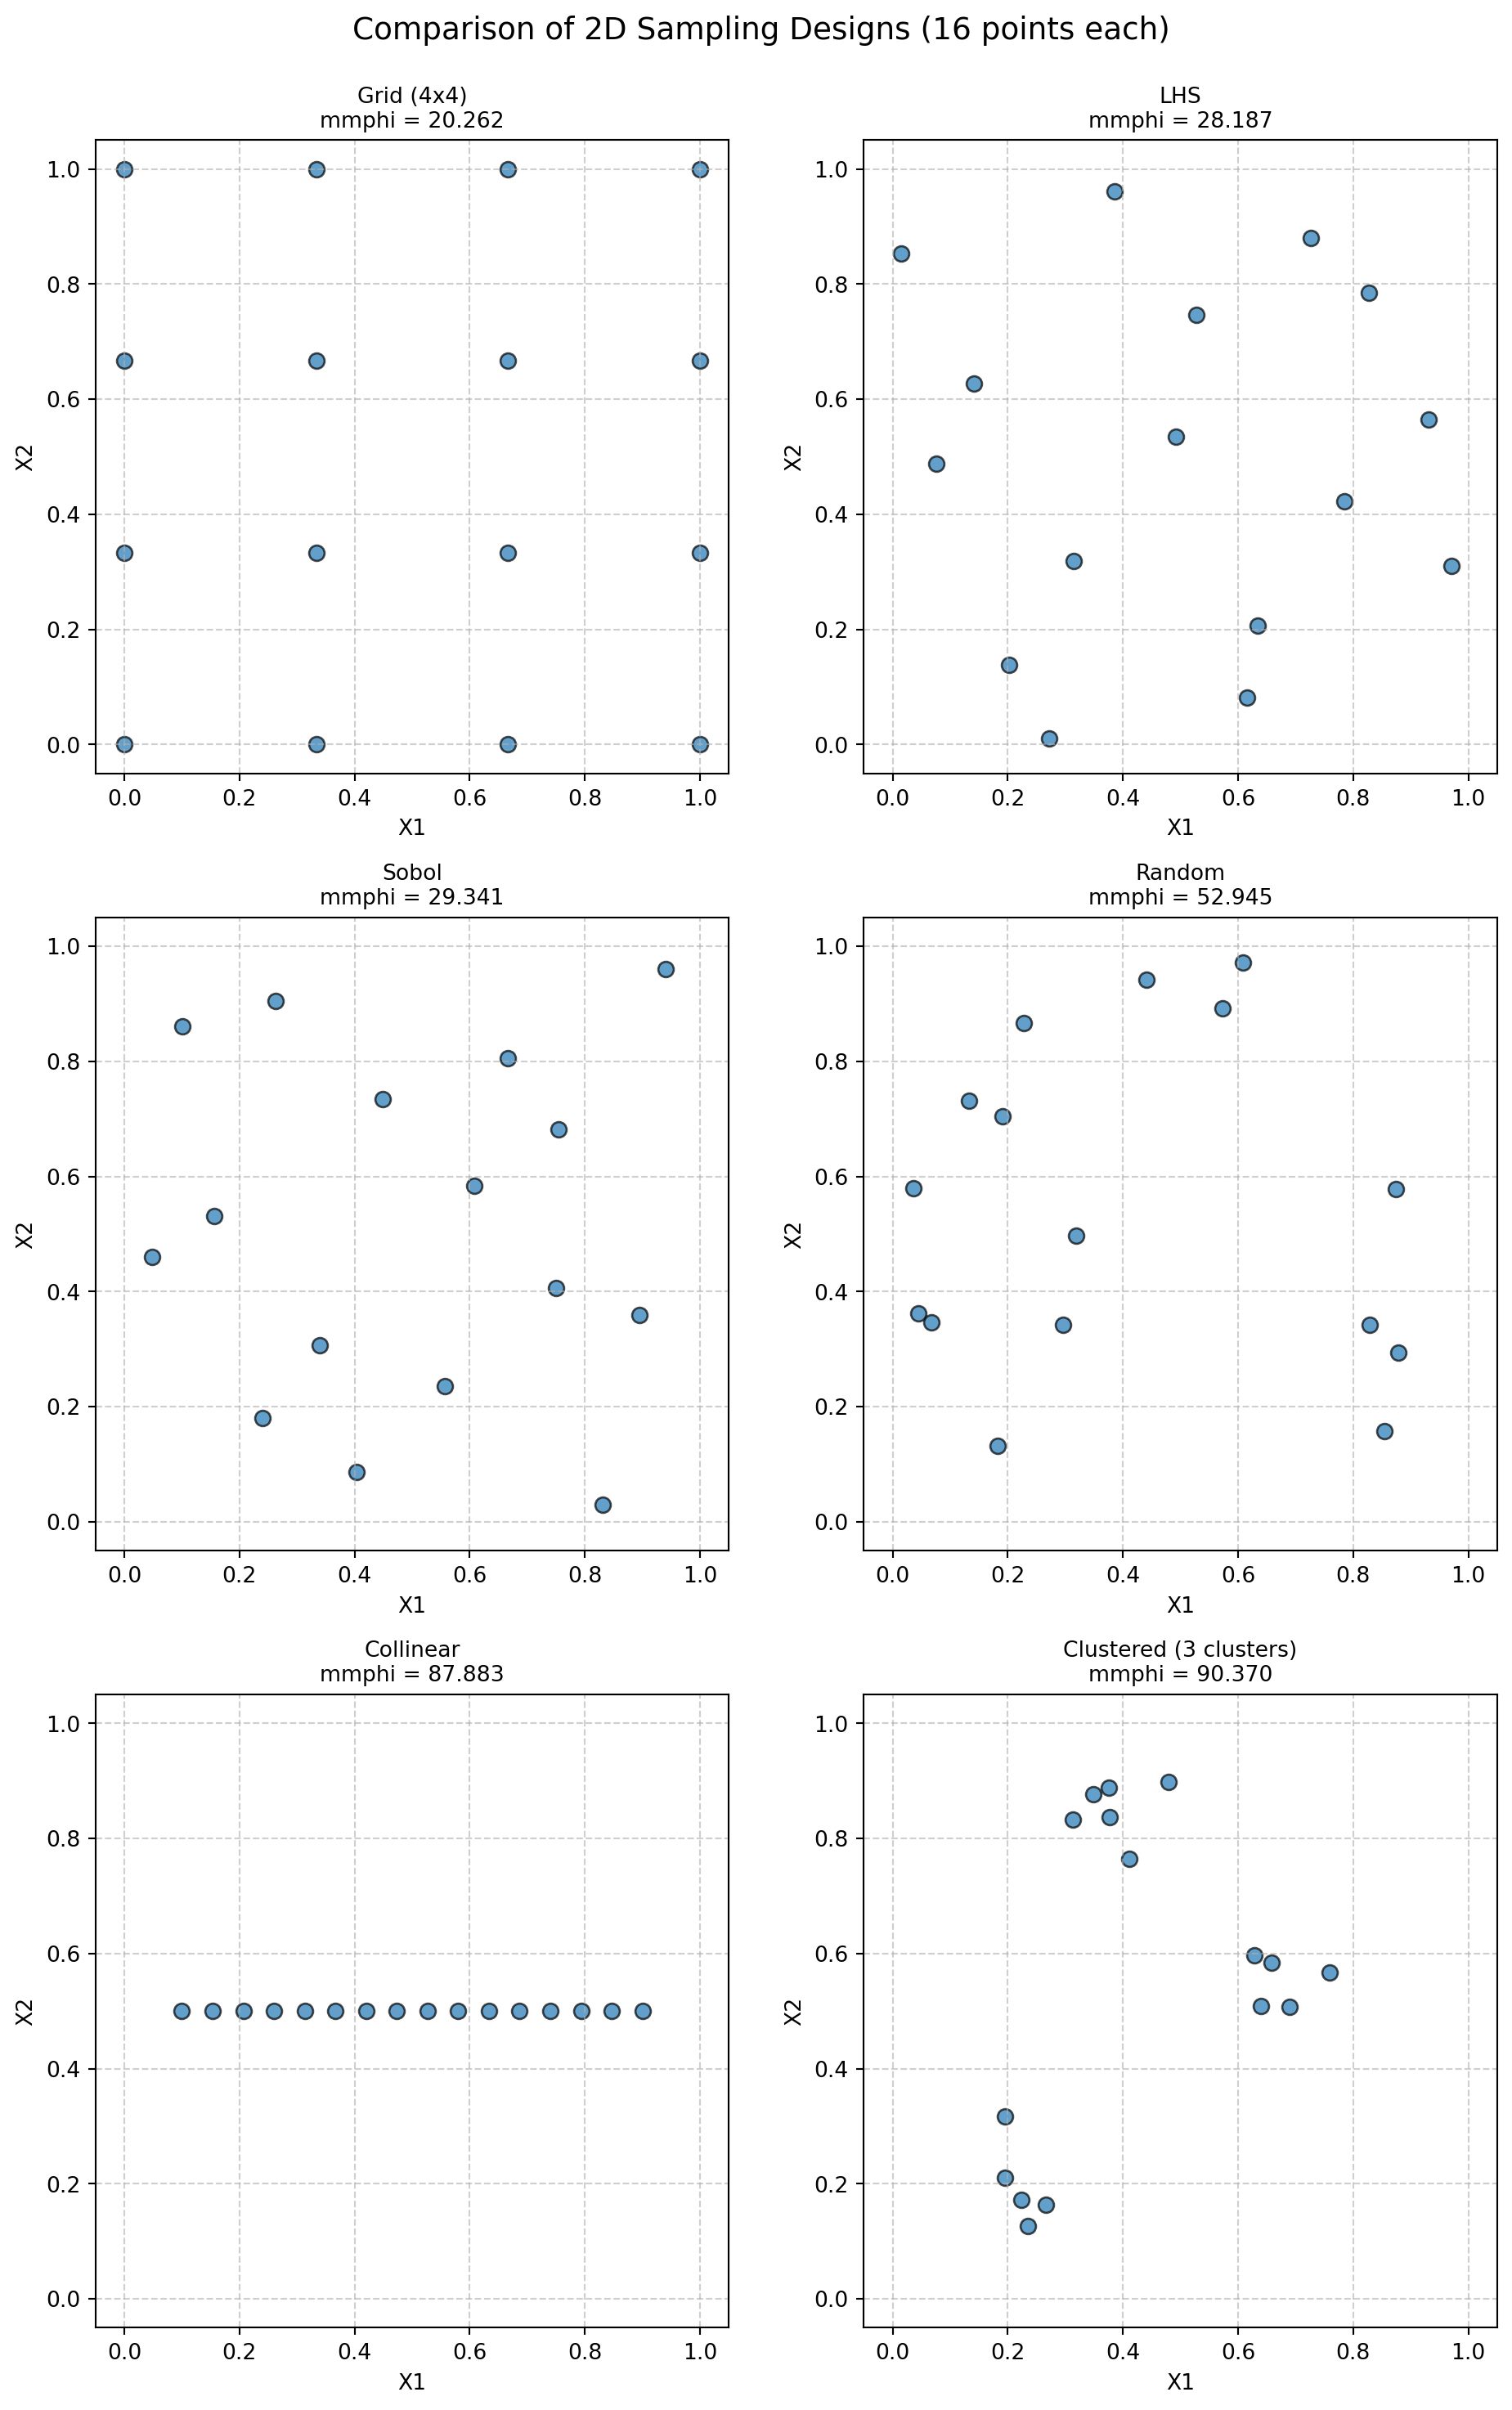 Comparison of 2D Sampling Designs (16 points each)
Grid (4x4)
mmphi = 20.262
1.0
0.8
0.6
0.4
0.2
0.0
X2
0.0 0.2 0.4 0.6 0.8 1.0
X1
LHS
mmphi = 28.187
1.0
0.8
0.6
0.4
0.2
0.0
X2
0.0 0.2 0.4 0.6 0.8 1.0
X1
Sobol
mmphi = 29.341
1.0
0.8
0.6
0.4
0.2
0.0
X2
0.0 0.2 0.4 0.6 0.8 1.0
X1
Random
mmphi = 52.945
1.0
0.8
0.6
0.4
0.2
0.0
X2
0.0 0.2 0.4 0.6 0.8 1.0
X1
Collinear
mmphi = 87.883
1.0
0.8
0.6
0.4
0.2
0.0
X2
0.0 0.2 0.4 0.6 0.8 1.0
X1
Clustered (3 clusters)
mmphi = 90.370
1.0
0.8
0.6
0.4
0.2
0.0
X2
0.0 0.2 0.4 0.6 0.8 1.0
X1